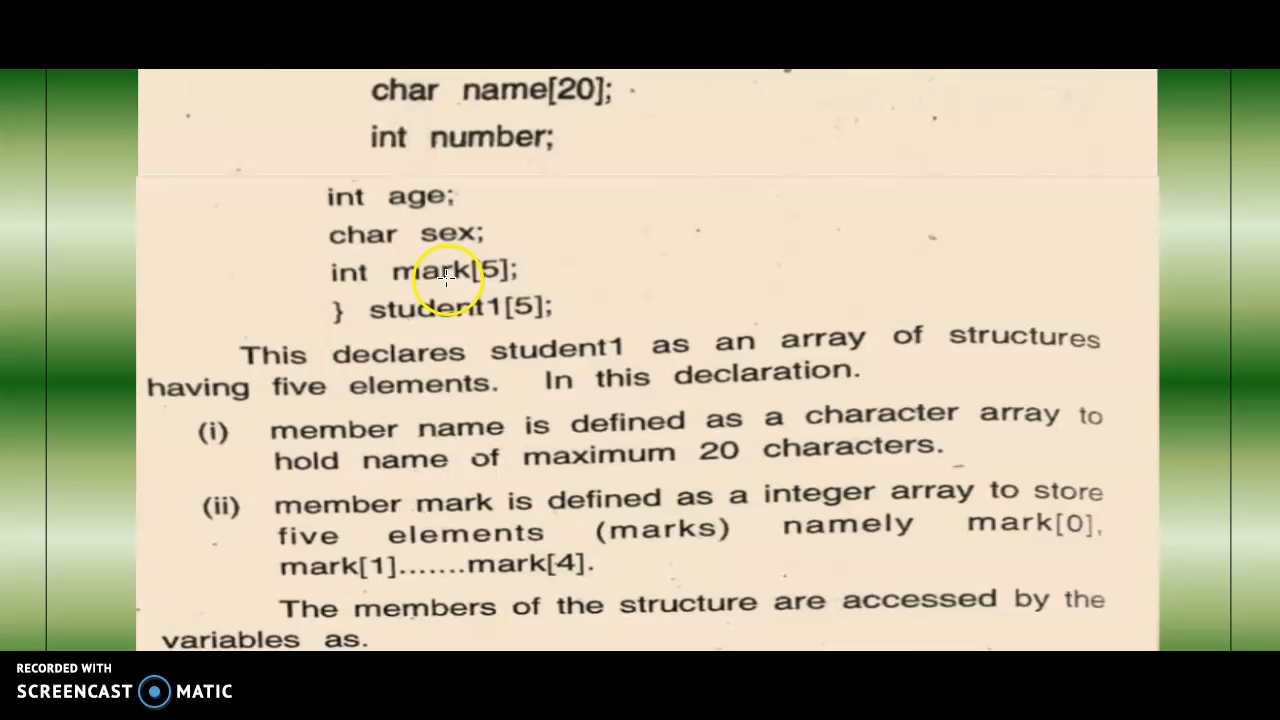 char name[20];
int number;
int age;
char sex;
int mark[5];
} student1[5];
This declares student1 as an array of structures
having five elements. In this declaration.
(i) member name is defined as a character array to
hold name of maximum 20 characters.
(ii) member mark is defined as a integer array to store
five elements (marks) namely mark[0],
mark[1].......mark[4].
The members of the structure are accessed by the
variables as.
RECORDED WITH
SCREENCAST MATIC